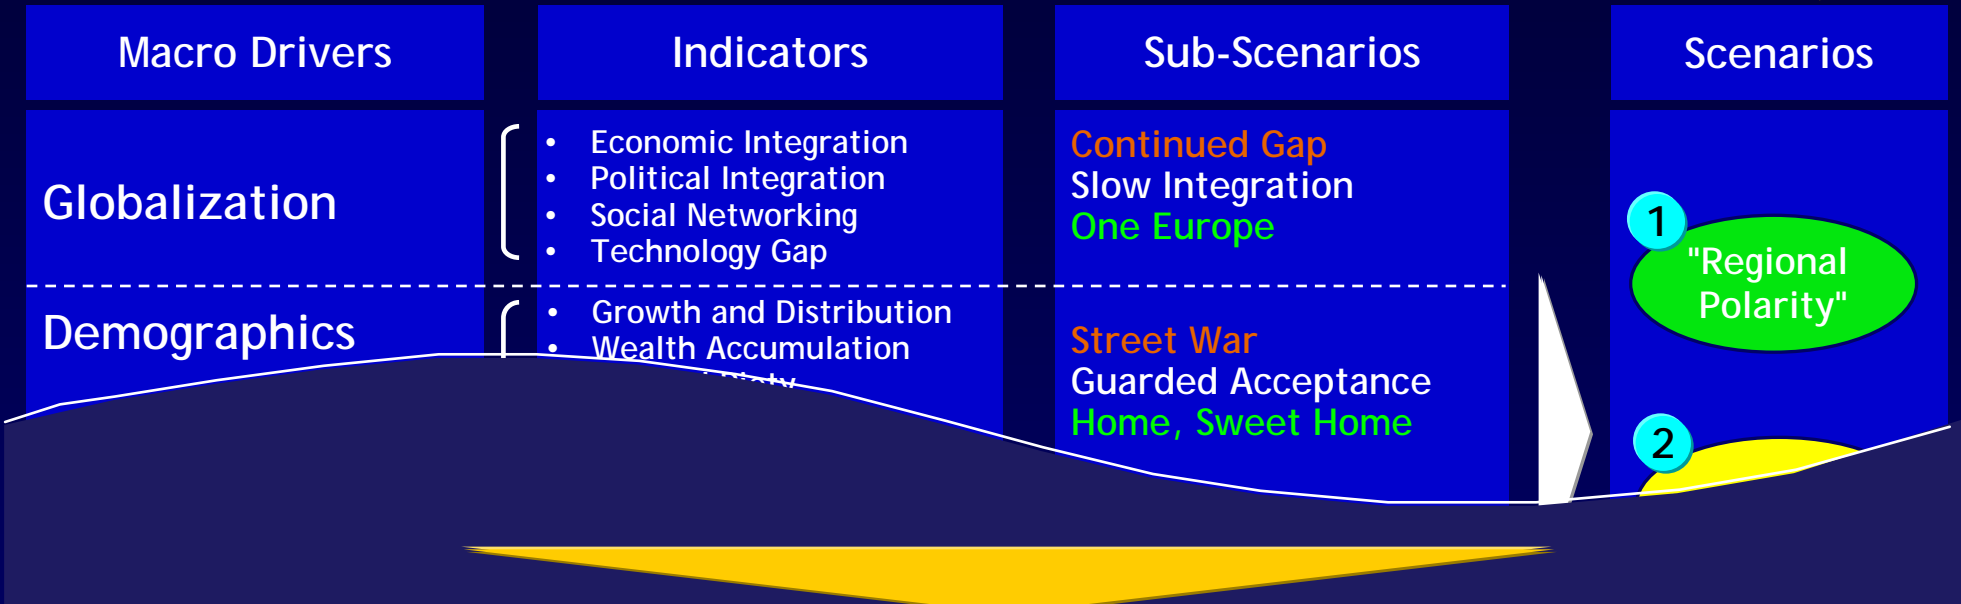 Macro Drivers
Indicators
Sub-Scenarios
Scenarios
Globalization
• Economic Integration
• Political Integration
• Social Networking
• Technology Gap
Continued Gap
Slow Integration
One Europe
1
"Regional
Polarity"
Demographics
• Growth and Distribution
• Wealth Accumulation
Street War
Guarded Acceptance
Home, Sweet Home
2